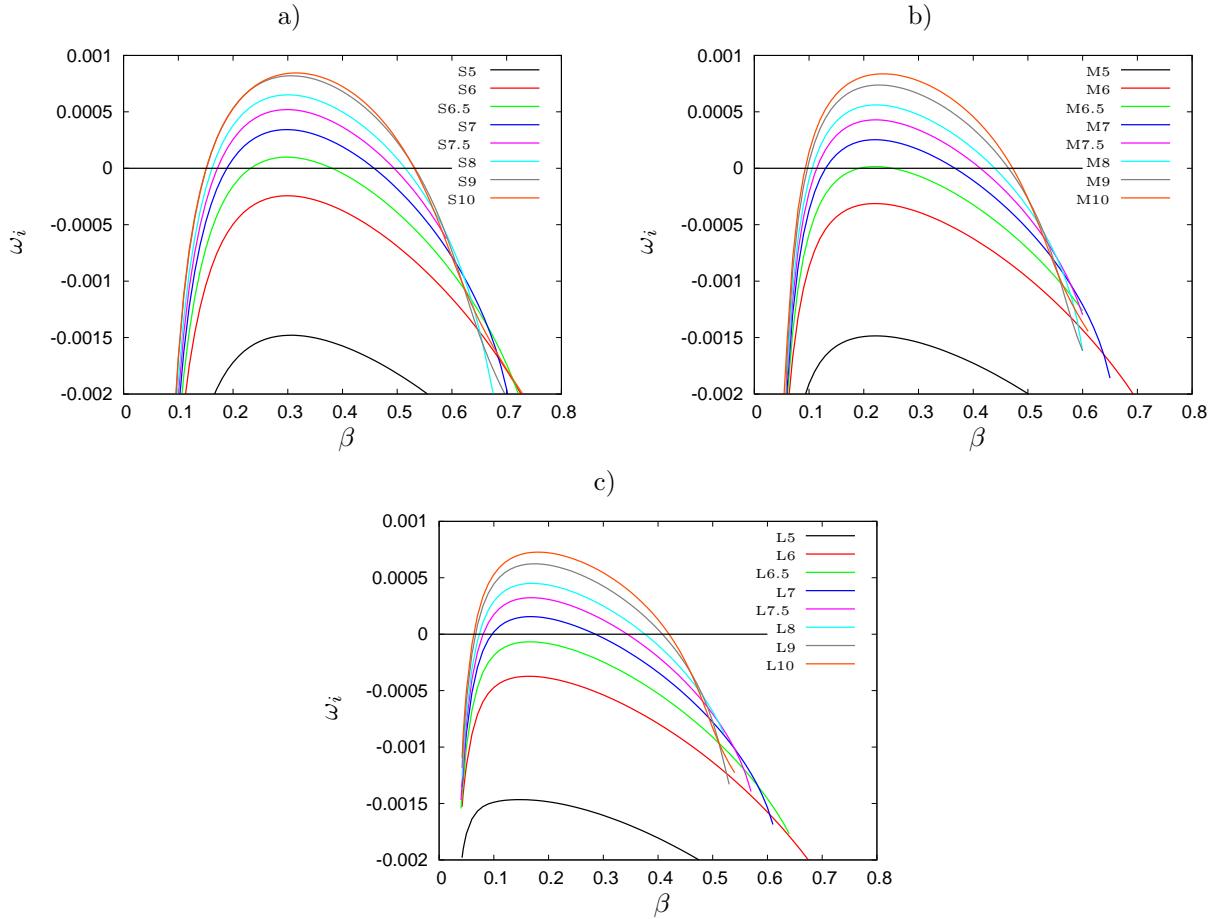 a)
0.001
0.0005
0
-0.0005
-0.001
-0.0015
-0.002
0 0.1 0.2 0.3 0.4 0.5 0.6 0.7 0.8
ωi
β
S5
S6
S6.5
S7
S7.5
S8
S9
S10
b)
0.001
0.0005
0
-0.0005
-0.001
-0.0015
-0.002
0 0.1 0.2 0.3 0.4 0.5 0.6 0.7 0.8
ωi
β
M5
M6
M6.5
M7
M7.5
M8
M9
M10
c)
0.001
0.0005
0
-0.0005
-0.001
-0.0015
-0.002
0 0.1 0.2 0.3 0.4 0.5 0.6 0.7 0.8
ωi
β
L5
L6
L6.5
L7
L7.5
L8
L9
L10